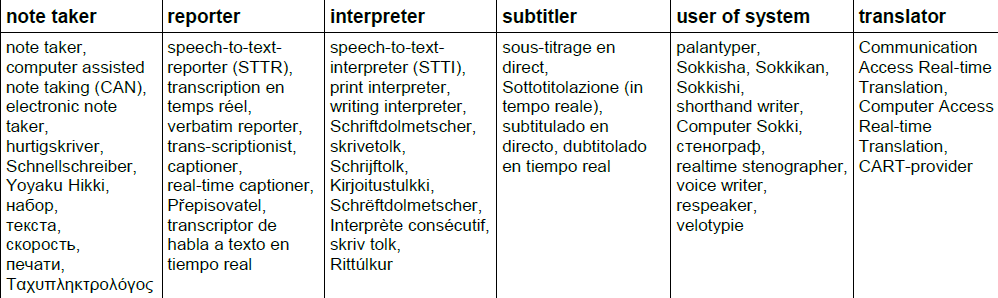 note taker
note taker,
computer assisted
note taking (CAN),
electronic note
taker,
hurtigskriver,
Schnellschreiber,
Yoyaku Hikki,
набор,
текста,
скорость,
печати,
Ταχυπληκτρολόγος
reporter
speech-to-text-
reporter (STTR),
transcription en
temps réel,
verbatim reporter,
trans-scriptionist,
captioner,
real-time captioner,
Přepisovatel,
transcriptor de
habla a texto en
tiempo real
interpreter
speech-to-text-
interpreter (STTI),
print interpreter,
writing interpreter,
Schriftdolmetscher,
skrivetolk,
Schrijftolk,
Kirjoitustulkki,
Schrëftdolmetscher,
Interprète consécutif,
skriv tolk,
Rittúlkur
subtitler
sous-titrage en
direct,
Sottotitolazione (in
tempo reale),
subtitulado en
directo, dubtitolado
en tiempo real
user of system
palantyper,
Sokkisha, Sokkikan,
Sokkishi,
shorthand writer,
Computer Sokki,
стенограф,
realtime stenographer,
voice writer,
respeaker,
velotypie
translator
Communication
Access Real-time
Translation,
Computer Access
Real-time
Translation,
CART-provider